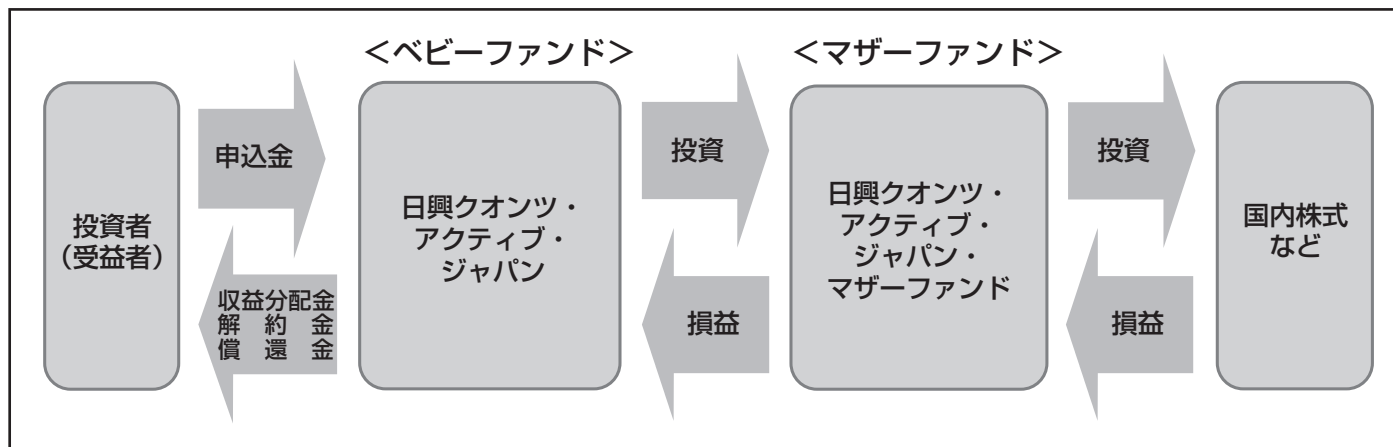 <ベビーファンド>
<マザーファンド>
投資者
(受益者)
申込金
収益分配金
解約金
償還金
日興クオンツ・
アクティブ・
ジャパン
投資
損益
日興クオンツ・
アクティブ・
ジャパン・
マザーファンド
投資
損益
国内株式
など